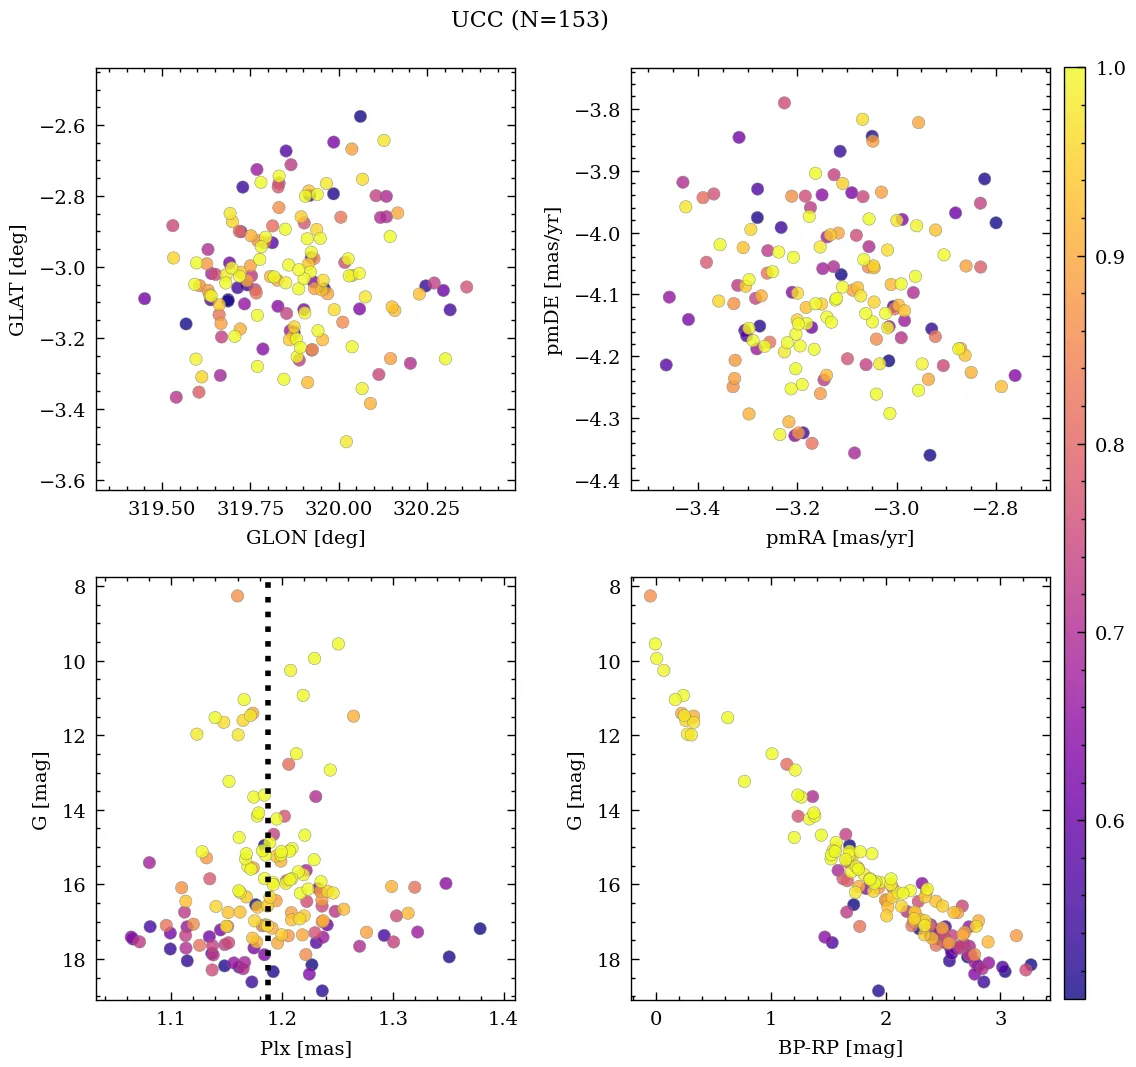 UCC (N=153)
−2.6
−2.8
−3.0
−3.2
−3.4
−3.6
GLAT [deg]
319.50 319.75 320.00 320.25
GLON [deg]
−3.8
−3.9
−4.0
−4.1
−4.2
−4.3
−4.4
pmDE [mas/yr]
−3.4 −3.2 −3.0 −2.8
pmRA [mas/yr]
8
10
12
14
16
18
G [mag]
1.1 1.2 1.3 1.4
Plx [mas]
8
10
12
14
16
18
G [mag]
0 1 2 3
BP-RP [mag]
1.0
0.9
0.8
0.7
0.6